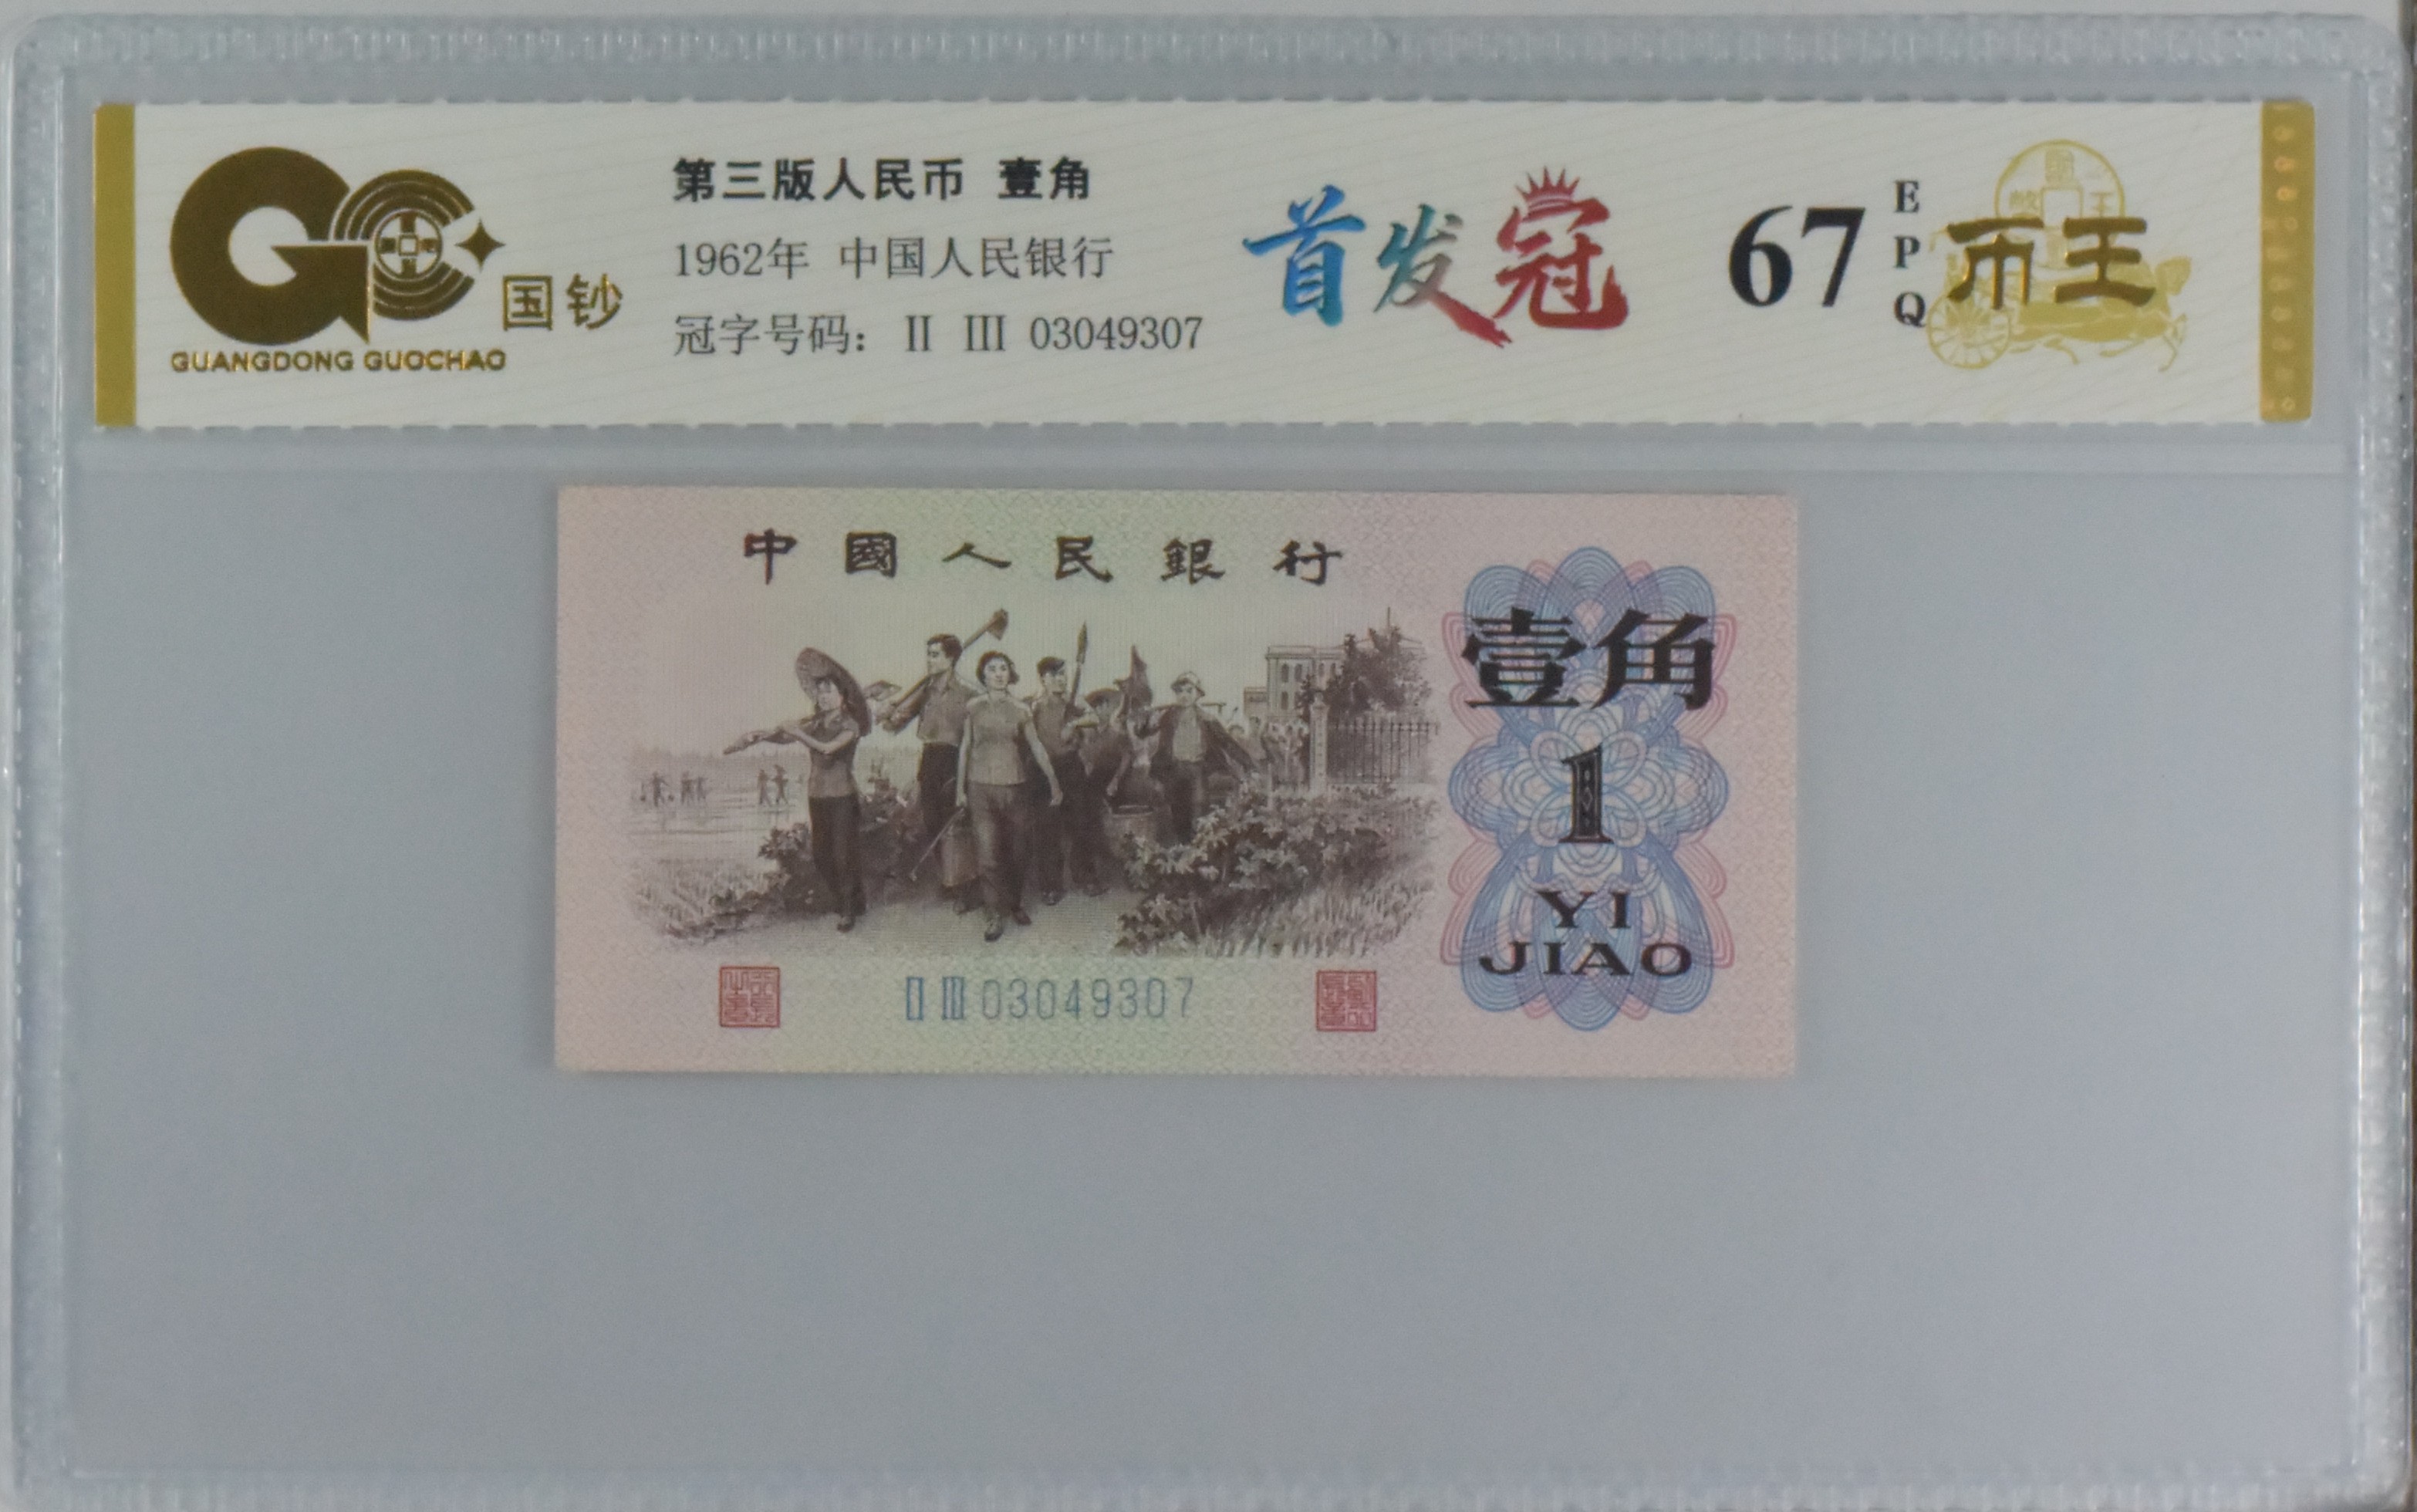 国钞
GUANGDONG GUOCHAO
第三版人民币 壹角
1962年 中国人民银行
冠字号码: II III 03049307
首发冠
67
EPQ
币王
中國人民銀行
壹角
1
YI
JIAO
II III 03049307